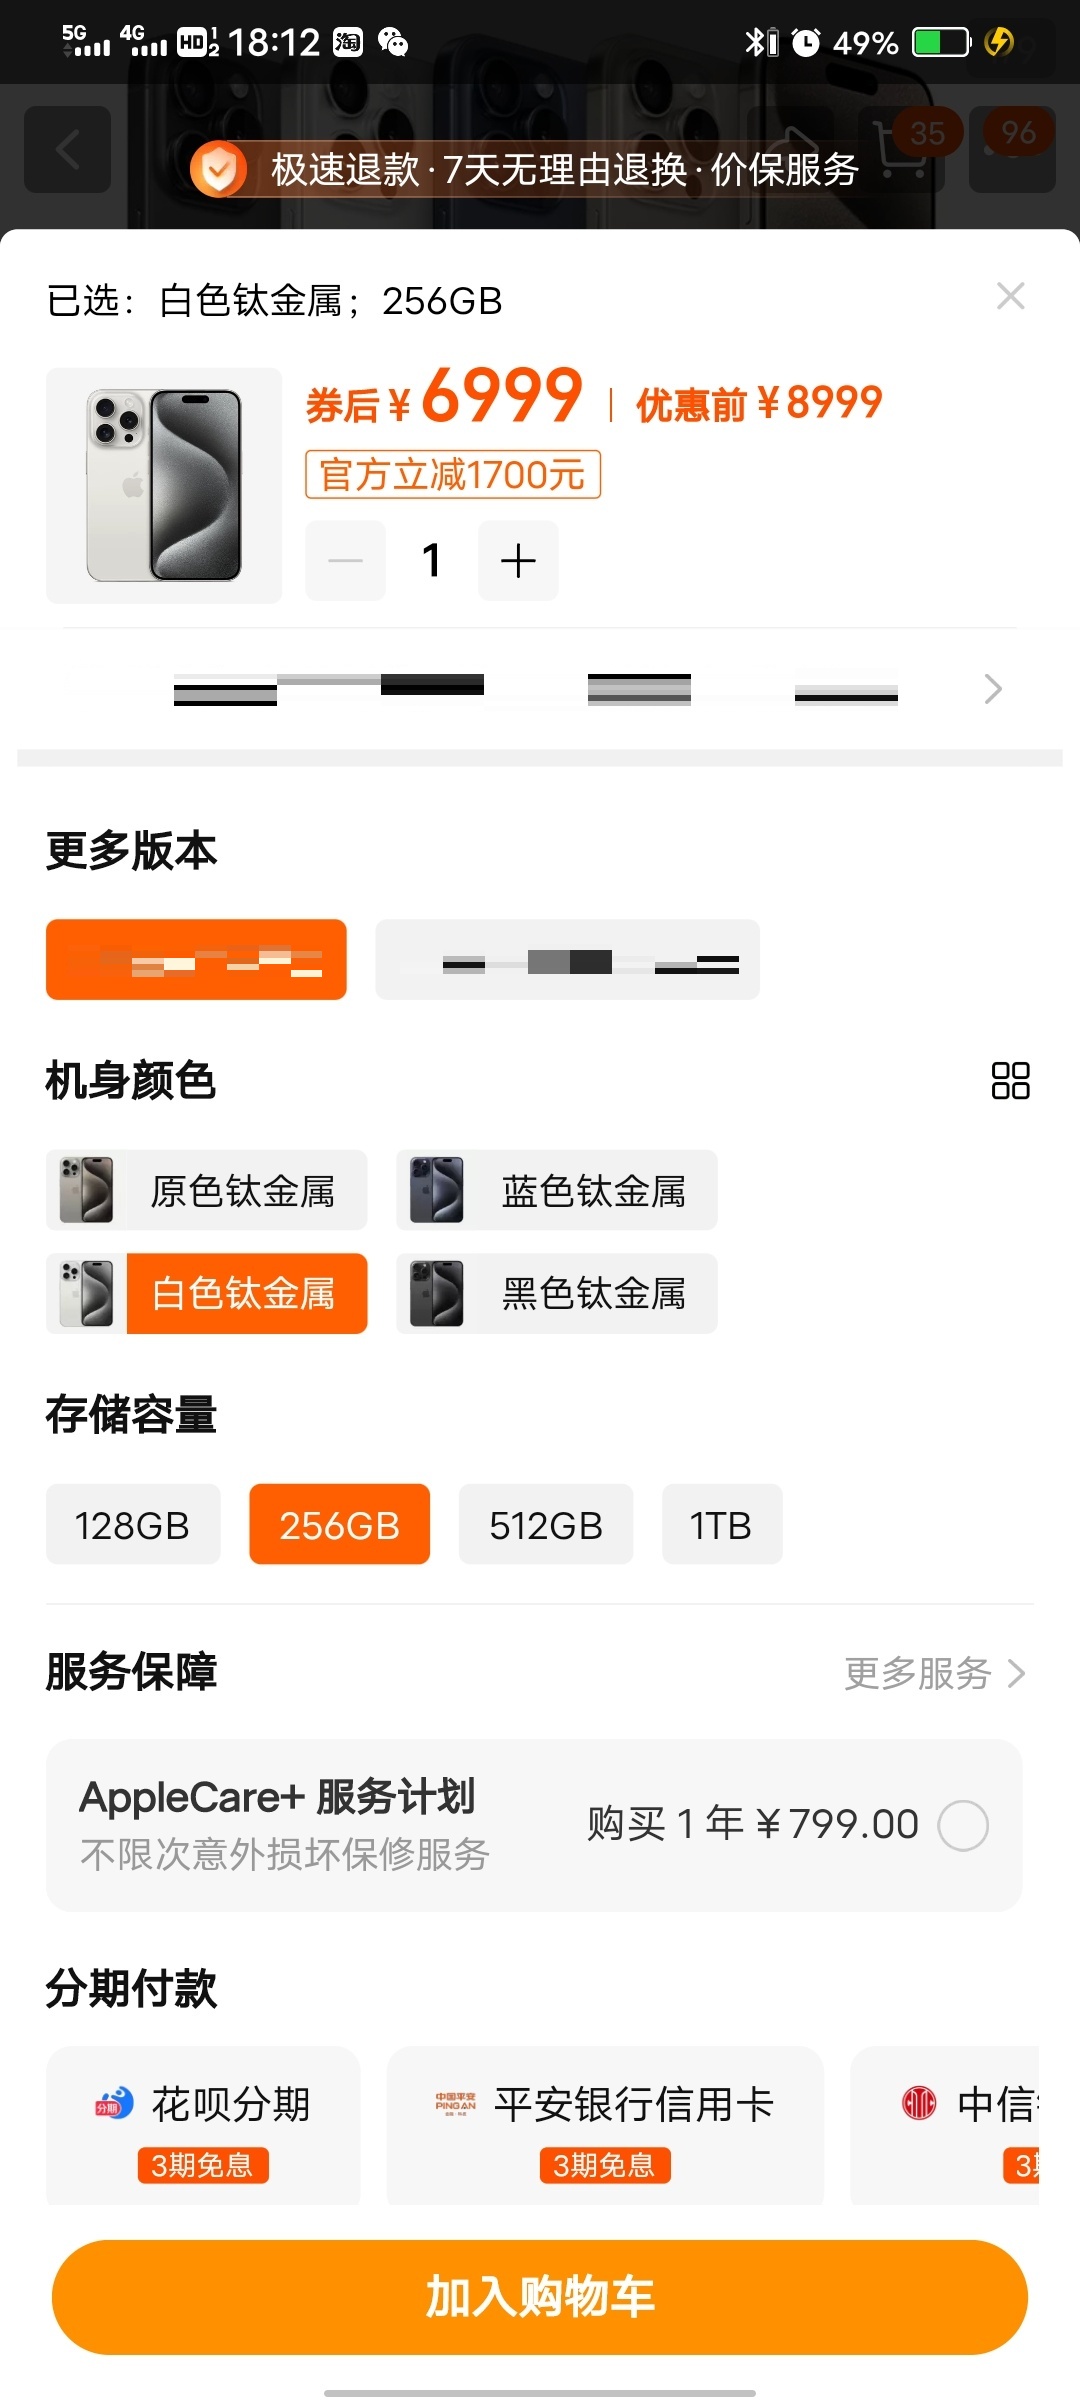 5G 4G HD 1 2 18:12 淘 49%
35 96
极速退款·7天无理由退换·价保服务
已选：白色钛金属；256GB
券后￥6999 | 优惠前￥8999
官方立减1700元
1
更多版本
机身颜色
原色钛金属 蓝色钛金属
白色钛金属 黑色钛金属
存储容量
128GB 256GB 512GB 1TB
服务保障 更多服务
AppleCare+ 服务计划
购买1年￥799.00
不限次意外损坏保修服务
分期付款
分期 花呗分期 中国平安 PING AN 平安银行信用卡 中信
3期免息 3期免息 3
加入购物车